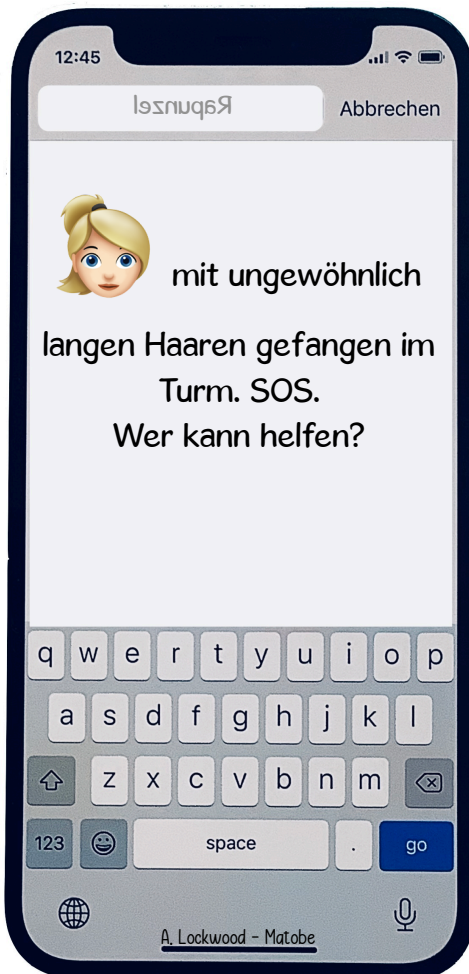 12:45
Rapunzel
Abbrechen
mit ungewöhnlich
langen Haaren gefangen im
Turm. SOS.
Wer kann helfen?
q w e r t y u i o p
a s d f g h j k l
z x c v b n m
123 space . go
A. Lockwood - Matobe